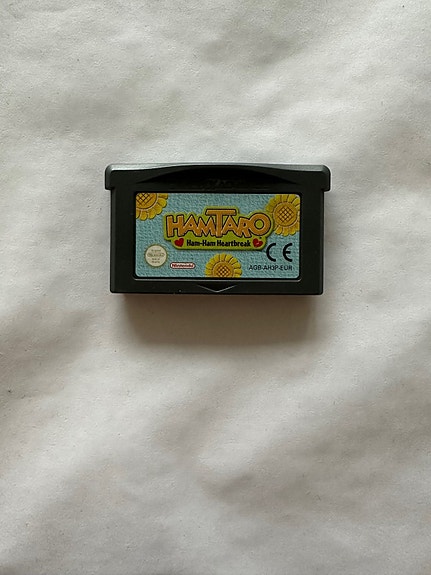 HAMTARO
Ham-Ham Heartbreak
CE
Nintendo
AGB-AH3P-EUR